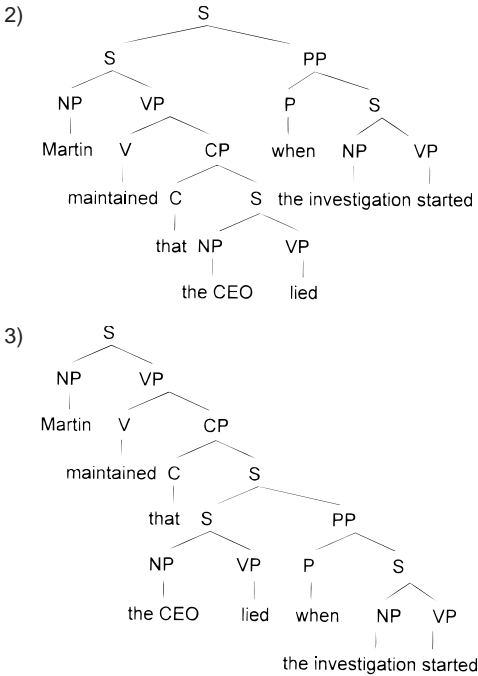 2)
S
S PP
NP VP P S
Martin V CP when NP VP
maintained C S the investigation started
that NP VP
the CEO lied
3)
S
NP VP
Martin V CP
maintained C S
that S PP
NP VP P S
the CEO lied when NP VP
the investigation started